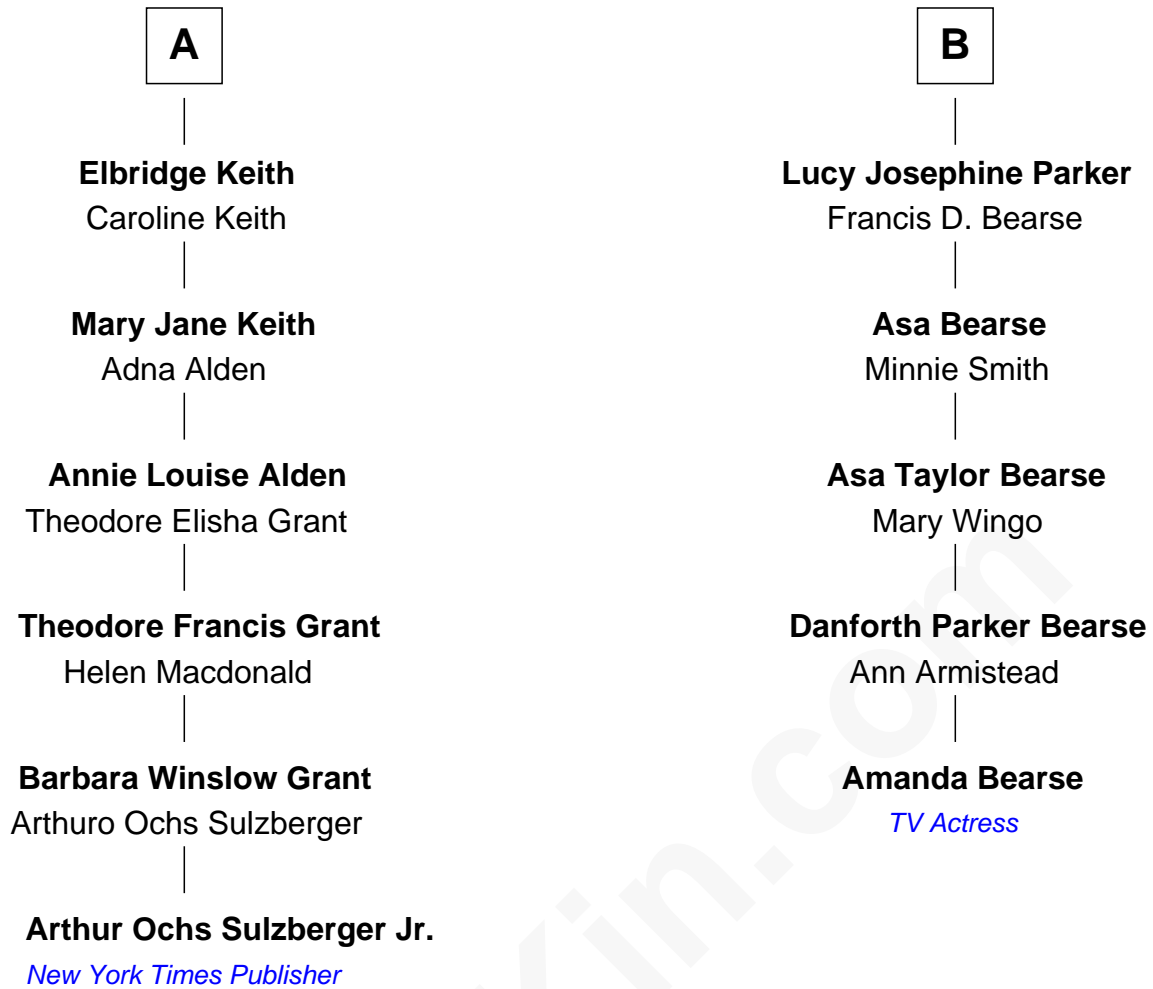 A
Elbridge Keith
Caroline Keith
Mary Jane Keith
Adna Alden
Annie Louise Alden
Theodore Elisha Grant
Theodore Francis Grant
Helen Macdonald
Barbara Winslow Grant
Arthuro Ochs Sulzberger
Arthur Ochs Sulzberger Jr.
New York Times Publisher
B
Lucy Josephine Parker
Francis D. Bearse
Asa Bearse
Minnie Smith
Asa Taylor Bearse
Mary Wingo
Danforth Parker Bearse
Ann Armistead
Amanda Bearse
TV Actress
Kin.com